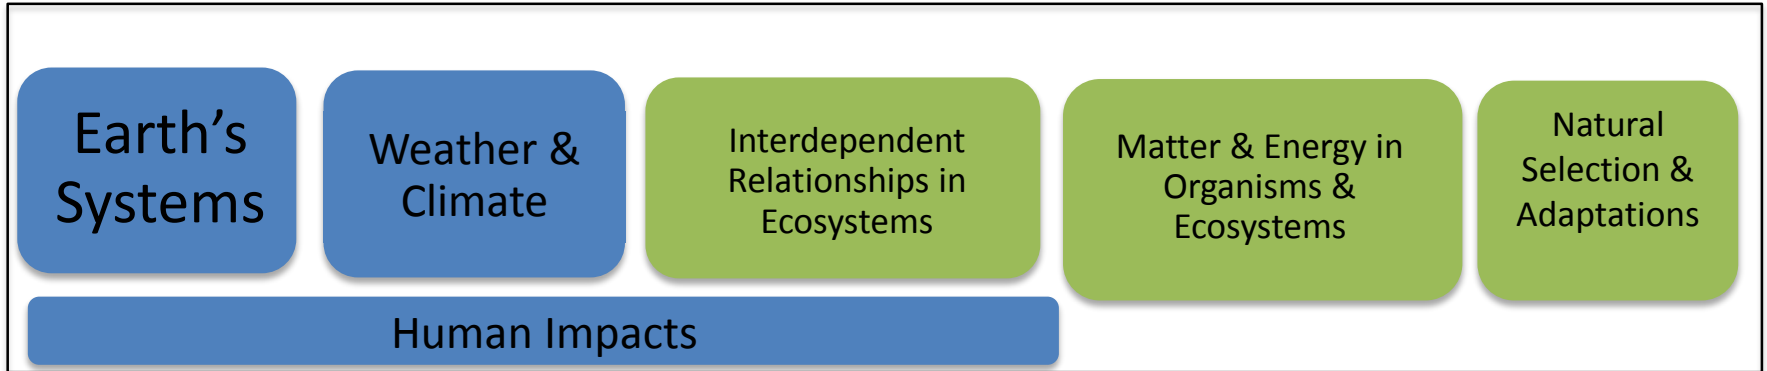 Earth’s
Systems
Weather &
Climate
Interdependent
Relationships in
Ecosystems
Matter & Energy in
Organisms &
Ecosystems
Natural
Selection &
Adaptations
Human Impacts